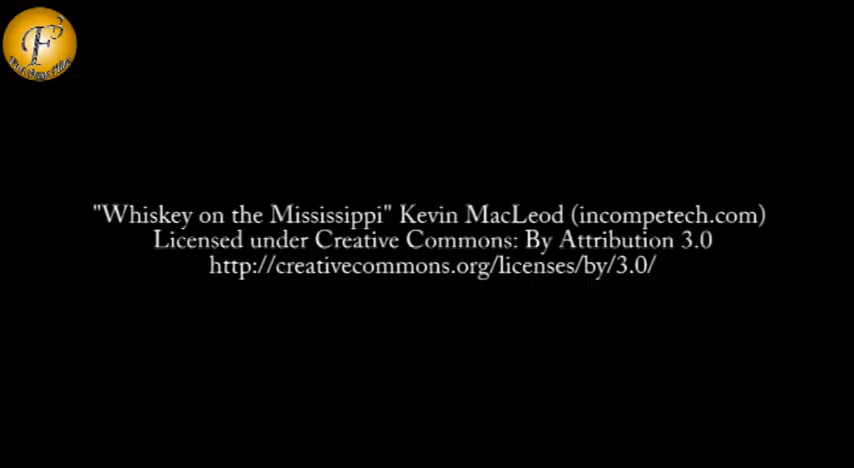 F3
"Whiskey on the Mississippi" Kevin MacLeod (incompetech.com)
Licensed under Creative Commons: By Attribution 3.0
http://creativecommons.org/licenses/by/3.0/